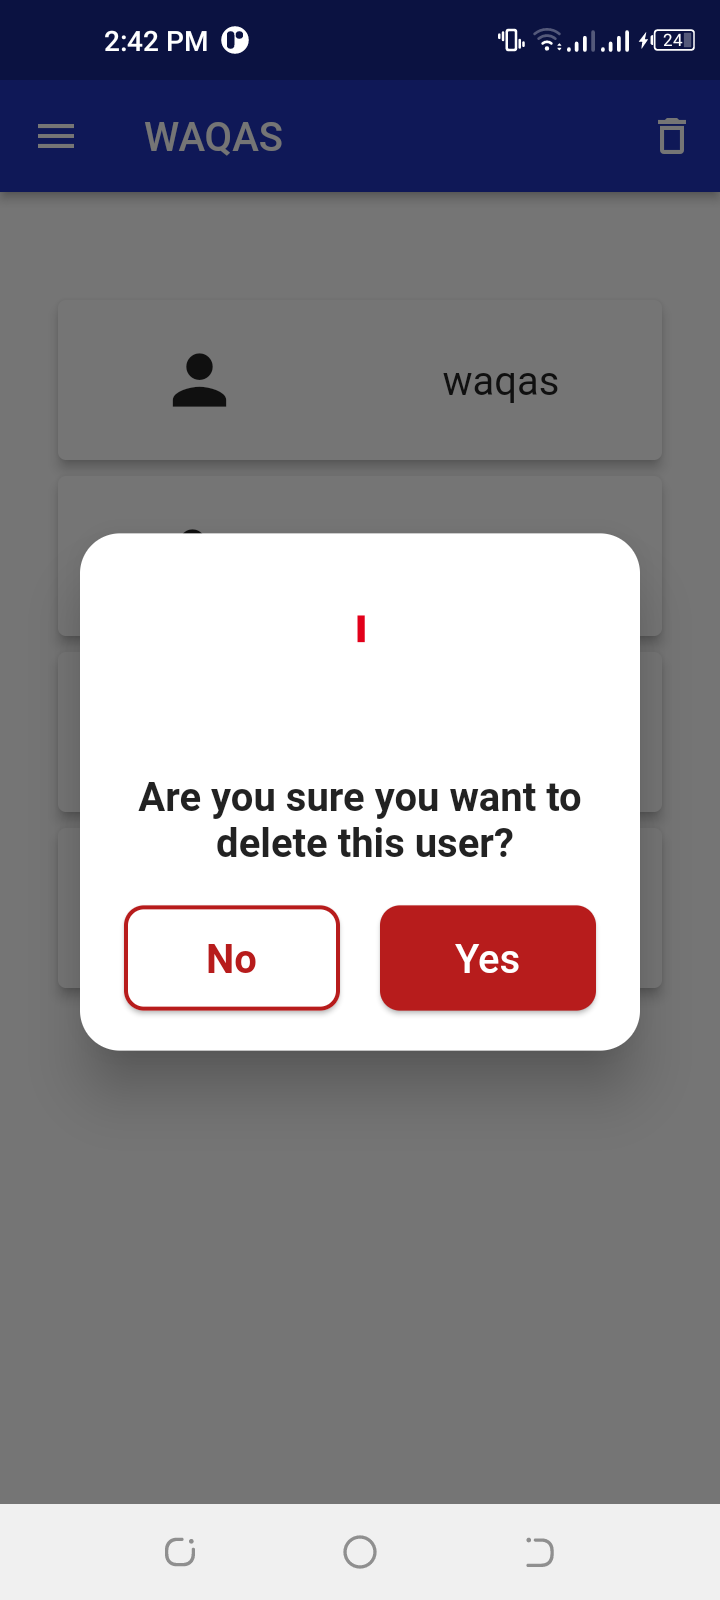 2:42 PM
24
WAQAS
waqas
Are you sure you want to
delete this user?
No
Yes